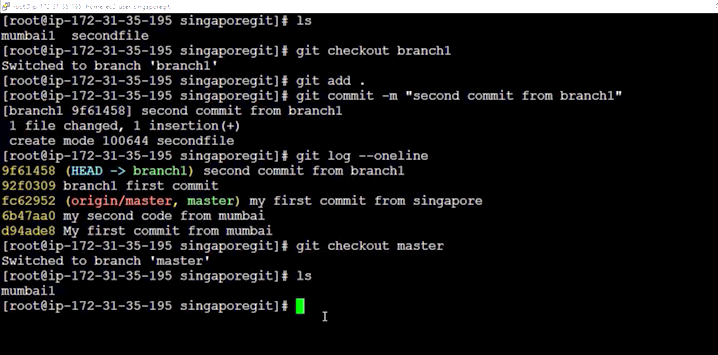 [root@ip-172-31-35-195 singaporegit]# ls
mumbai1  secondfile
[root@ip-172-31-35-195 singaporegit]# git checkout branch1
Switched to branch 'branch1'
[root@ip-172-31-35-195 singaporegit]# git add .
[root@ip-172-31-35-195 singaporegit]# git commit -m "second commit from branch1"
[branch1 9f61458] second commit from branch1
 1 file changed, 1 insertion(+)
 create mode 100644 secondfile
[root@ip-172-31-35-195 singaporegit]# git log --oneline
9f61458 (HEAD -> branch1) second commit from branch1
92f0309 branch1 first commit
fc62952 (origin/master, master) my first commit from singapore
6b47aa0 my second code from mumbai
d94ade8 My first commit from mumbai
[root@ip-172-31-35-195 singaporegit]# git checkout master
Switched to branch 'master'
[root@ip-172-31-35-195 singaporegit]# ls
mumbai1
[root@ip-172-31-35-195 singaporegit]#